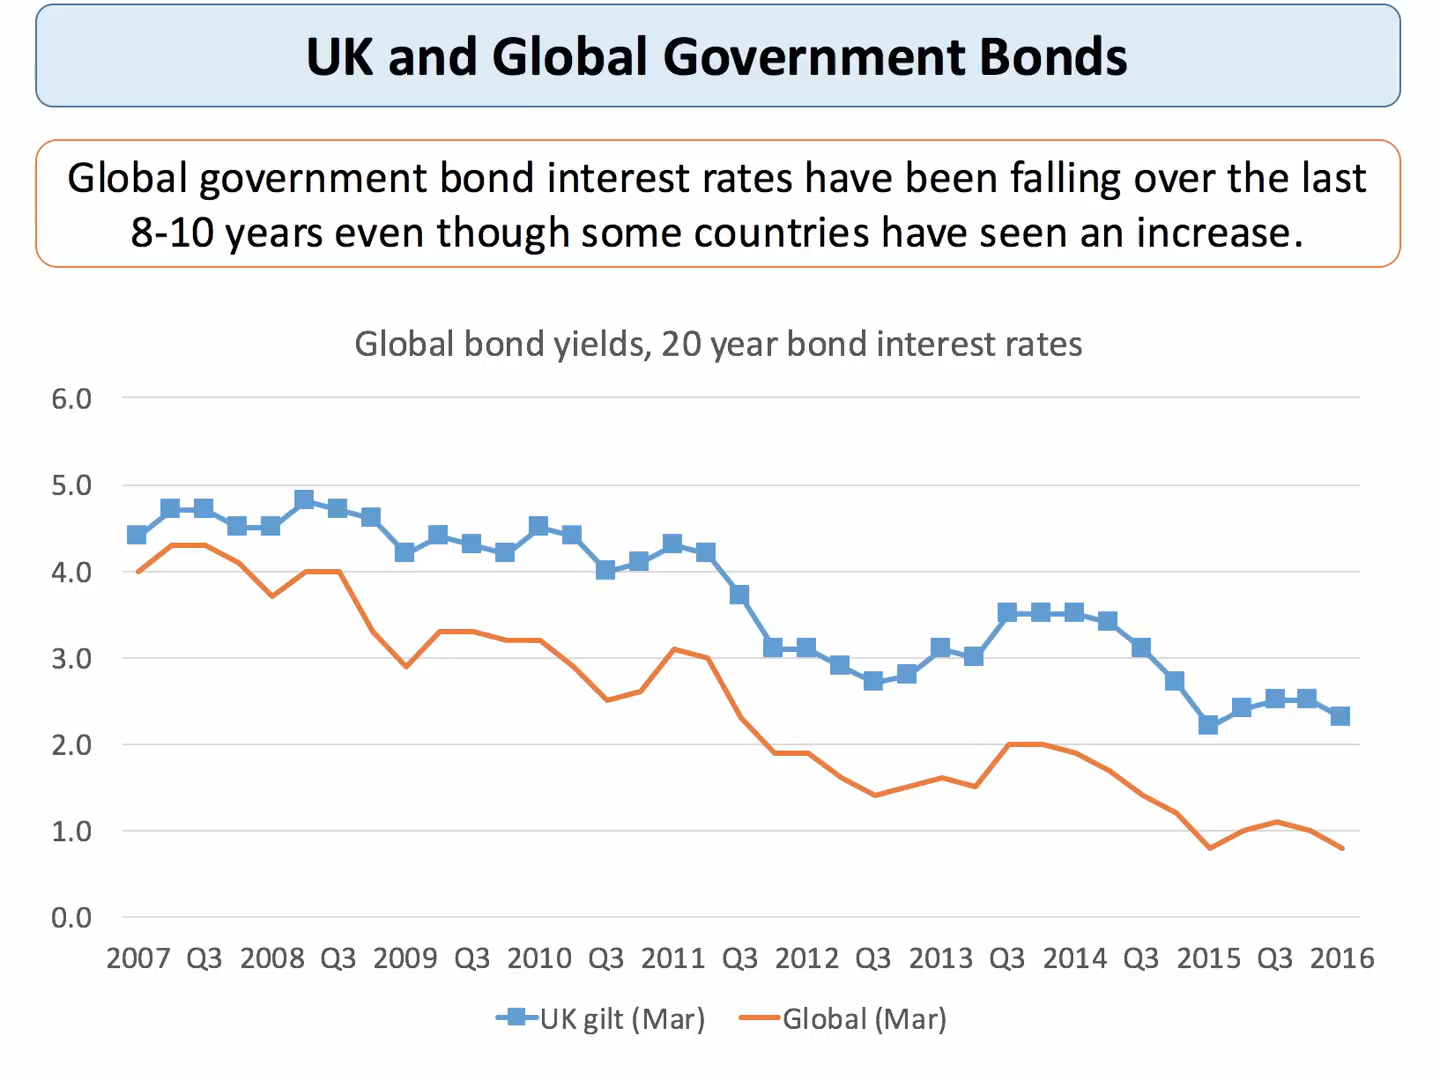 UK and Global Government Bonds
Global government bond interest rates have been falling over the last
8-10 years even though some countries have seen an increase.
Global bond yields, 20 year bond interest rates
6.0
5.0
4.0
3.0
2.0
1.0
0.0
2007 Q3 2008 Q3 2009 Q3 2010 Q3 2011 Q3 2012 Q3 2013 Q3 2014 Q3 2015 Q3 2016
UK gilt (Mar) Global (Mar)